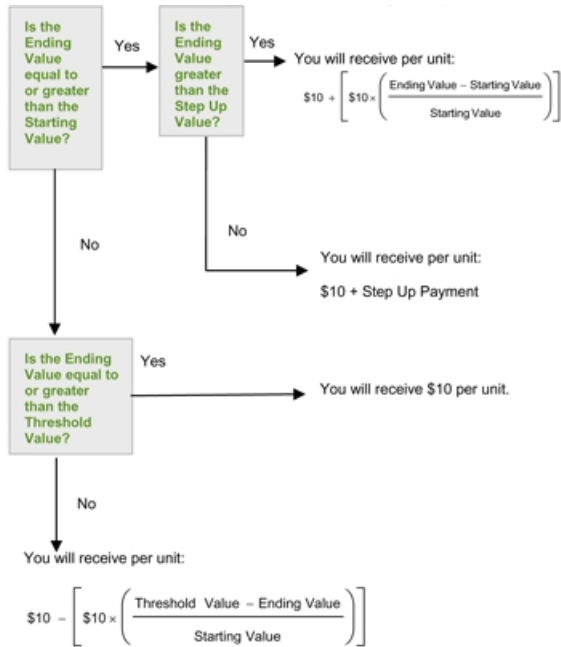 Is the
Ending
Value
equal to
or greater
than the
Starting
Value?
Yes
Is the
Ending
Value
greater
than the
Step Up
Value?
Yes
You will receive per unit:
$10 + [ $10 × ( Ending Value – Starting Value
Starting Value ) ]
No
No
You will receive per unit:
$10 + Step Up Payment
Is the Ending
Value equal to
or greater
than the
Threshold
Value?
Yes
You will receive $10 per unit.
No
You will receive per unit:
$10 – [ $10 × ( Threshold Value – Ending Value
Starting Value ) ]